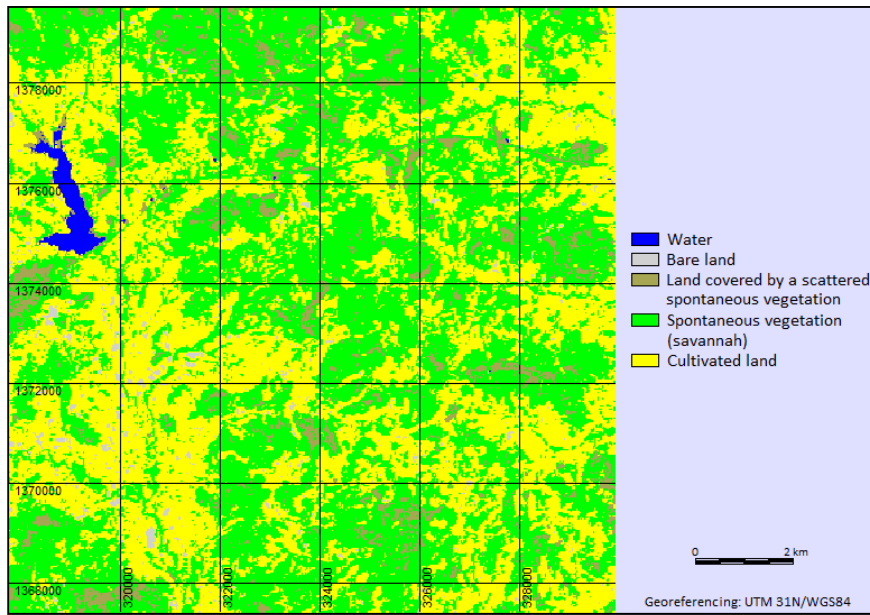 1378000
1376000
1374000
1372000
1370000
1368000
320000
322000
324000
326000
328000
Water
Bare land
Land covered by a scattered
spontaneous vegetation
Spontaneous vegetation
(savannah)
Cultivated land
0
2 km
Georeferencing: UTM 31N/WGS84